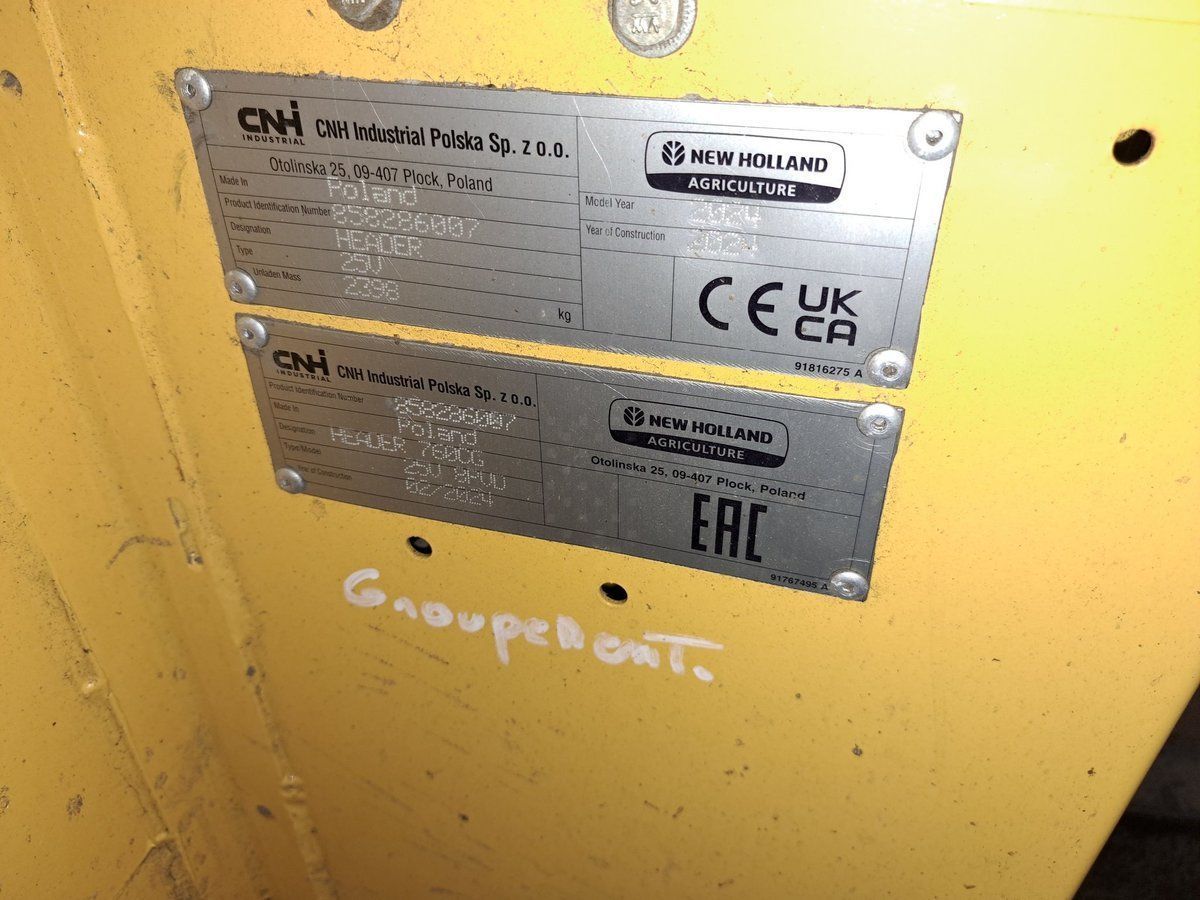 CNH
INDUSTRIAL
CNH Industrial Polska Sp. z o.o.
Otolinska 25, 09-407 Plock, Poland
Made In Poland
Product Identification Number 858286007
Designation HEADER
Type 25V
Unladen Mass 2398 kg
NEW HOLLAND
AGRICULTURE
Model Year 2024
Year of Construction 2024
CE UK
CA
91816275 A
CNH
INDUSTRIAL
CNH Industrial Polska Sp. z o.o.
Product Identification Number 858286007
Made In Poland
Designation HEADER 760CG
Type/Model 25V
Year of Construction 02/2024
NEW HOLLAND
AGRICULTURE
Otolinska 25, 09-407 Plock, Poland
EAC
91767495 A
Groupement.